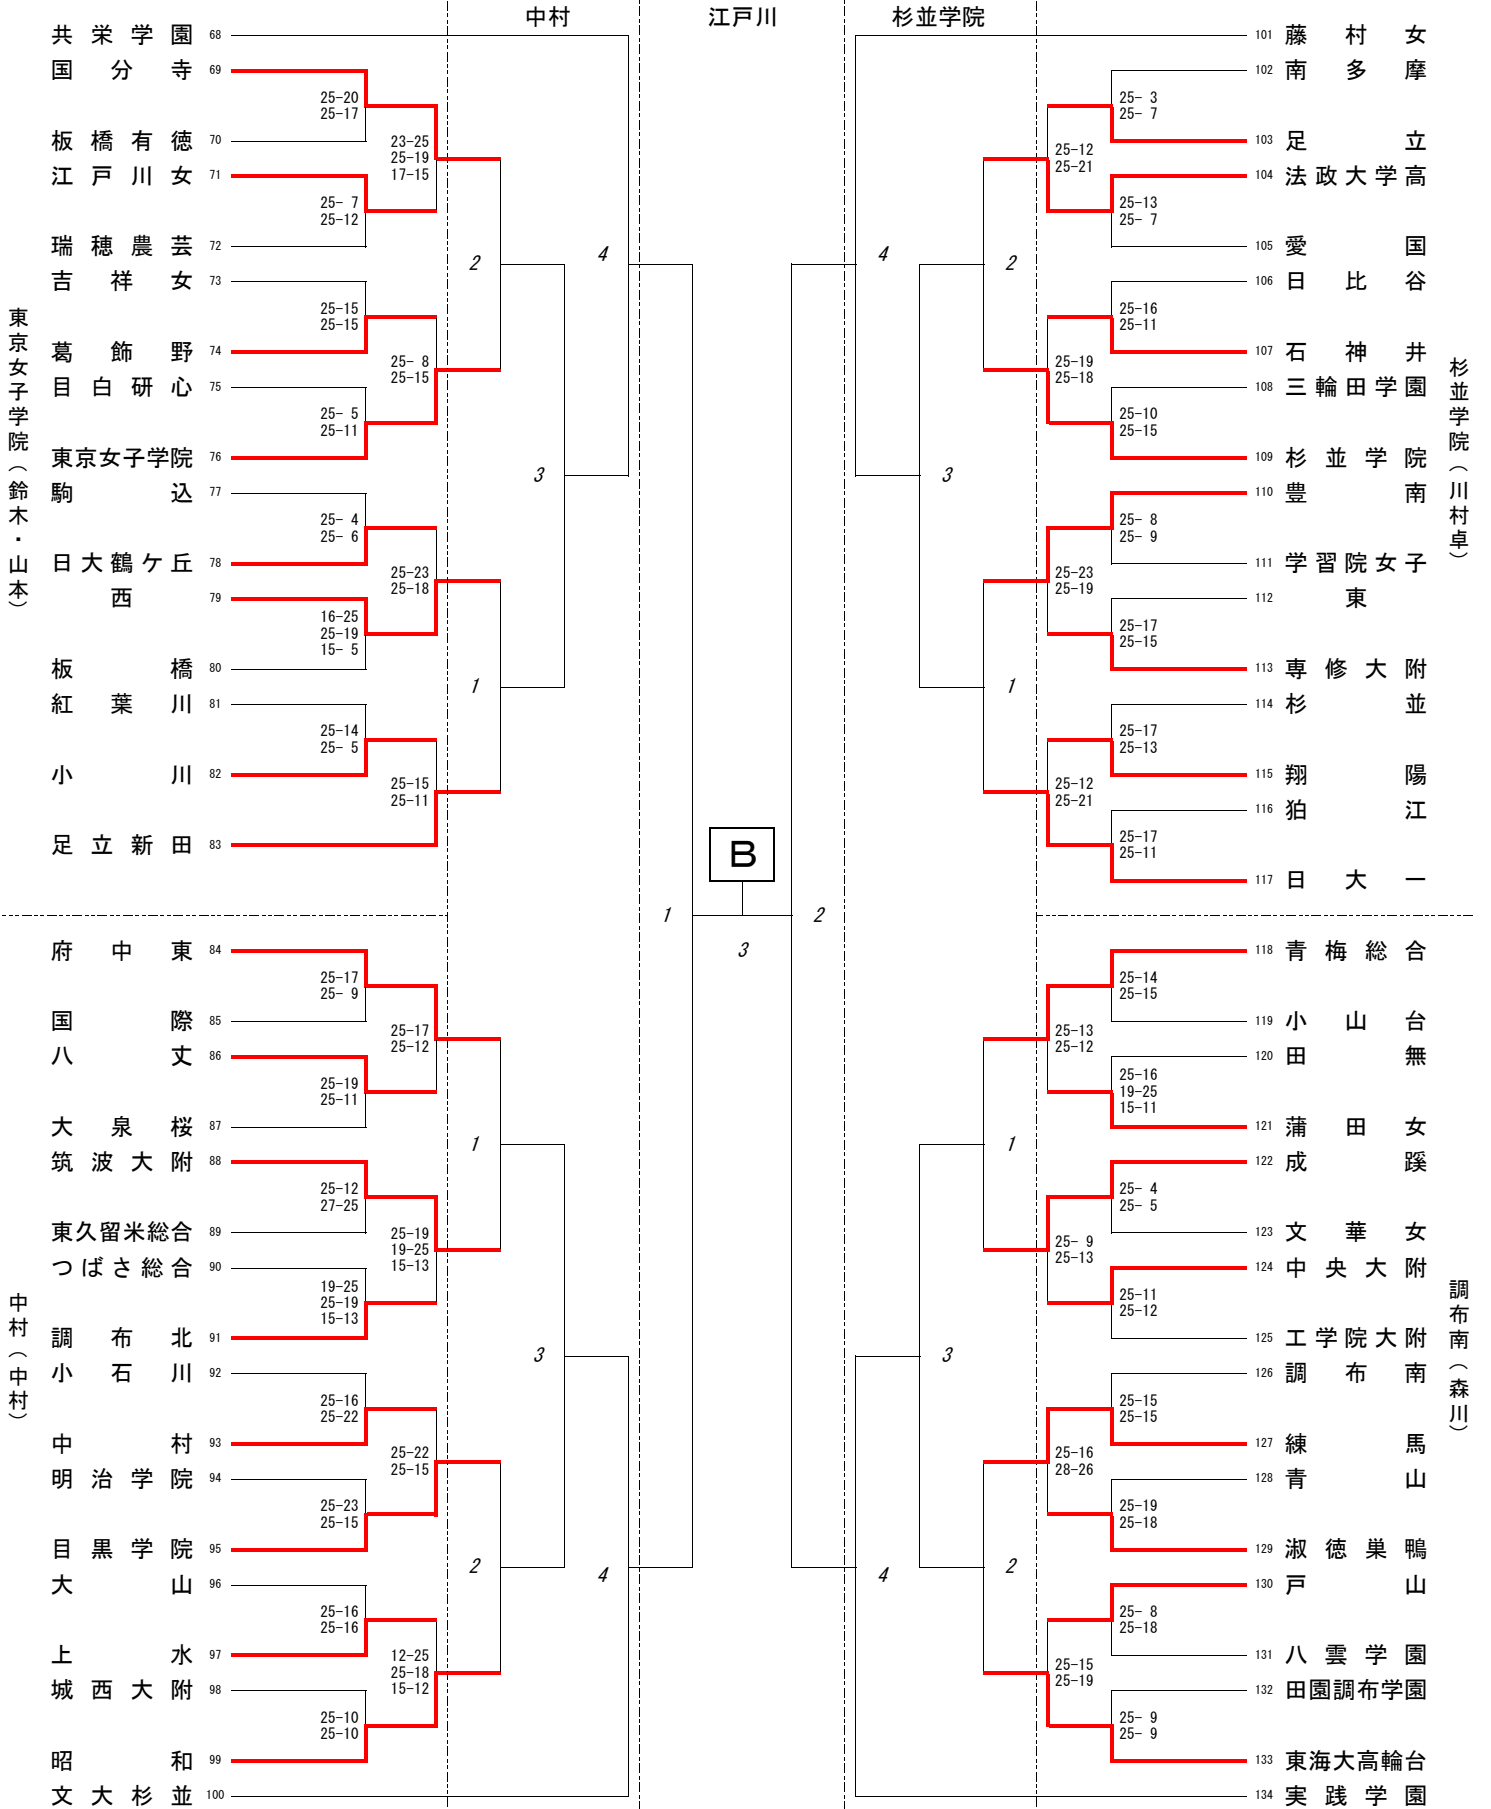 中村
江戸川
杉並学院
共栄学園 68
国分寺 69
25-20
25-17
板橋有徳 70
23-25
25-19
17-15
江戸川女 71
25- 7
25-12
瑞穂農芸 72
2
4
吉祥女 73
25-15
25-15
葛飾野 74
25- 8
25-15
目白研心 75
25- 5
25-11
東京女子学院 76
3
駒込 77
25- 4
25- 6
日大鶴ケ丘 78
25-23
25-18
西 79
16-25
25-19
15- 5
板橋 80
1
紅葉川 81
25-14
25- 5
小川 82
25-15
25-11
足立新田 83
東京女子学院（鈴木・山本）
府中東 84
25-17
25- 9
国際 85
25-17
25-12
八丈 86
25-19
25-11
大泉桜 87
1
筑波大附 88
25-12
27-25
東久留米総合 89
25-19
19-25
15-13
つばさ総合 90
19-25
25-19
15-13
調布北 91
3
小石川 92
25-16
25-22
中村 93
25-22
25-15
明治学院 94
25-23
25-15
目黒学院 95
2
4
大山 96
25-16
25-16
上水 97
12-25
25-18
15-12
城西大附 98
25-10
25-10
昭和 99
文大杉並 100
中村（中村）
B
1
2
3
101 藤村女
102 南多摩
25- 3
25- 7
103 足立
25-12
25-21
104 法政大学高
25-13
25- 7
105 愛国
4
2
106 日比谷
25-16
25-11
107 石神井
25-19
25-18
108 三輪田学園
25-10
25-15
109 杉並学院
3
110 豊南
25- 8
25- 9
111 学習院女子
25-23
25-19
112 東
25-17
25-15
113 専修大附
1
114 杉並
25-17
25-13
115 翔陽
25-12
25-21
116 狛江
25-17
25-11
117 日大一
杉並学院（川村卓）
118 青梅総合
25-14
25-15
119 小山台
25-13
25-12
120 田無
25-16
19-25
15-11
121 蒲田女
1
122 成蹊
25- 4
25- 5
123 文華女
25- 9
25-13
124 中央大附
25-11
25-12
125 工学院大附
3
126 調布南
25-15
25-15
127 練馬
25-16
28-26
128 青山
25-19
25-18
129 淑徳巣鴨
4
2
130 戸山
25- 8
25-18
131 八雲学園
25-15
25-19
132 田園調布学園
25- 9
25- 9
133 東海大高輪台
134 実践学園
調布南（森川）